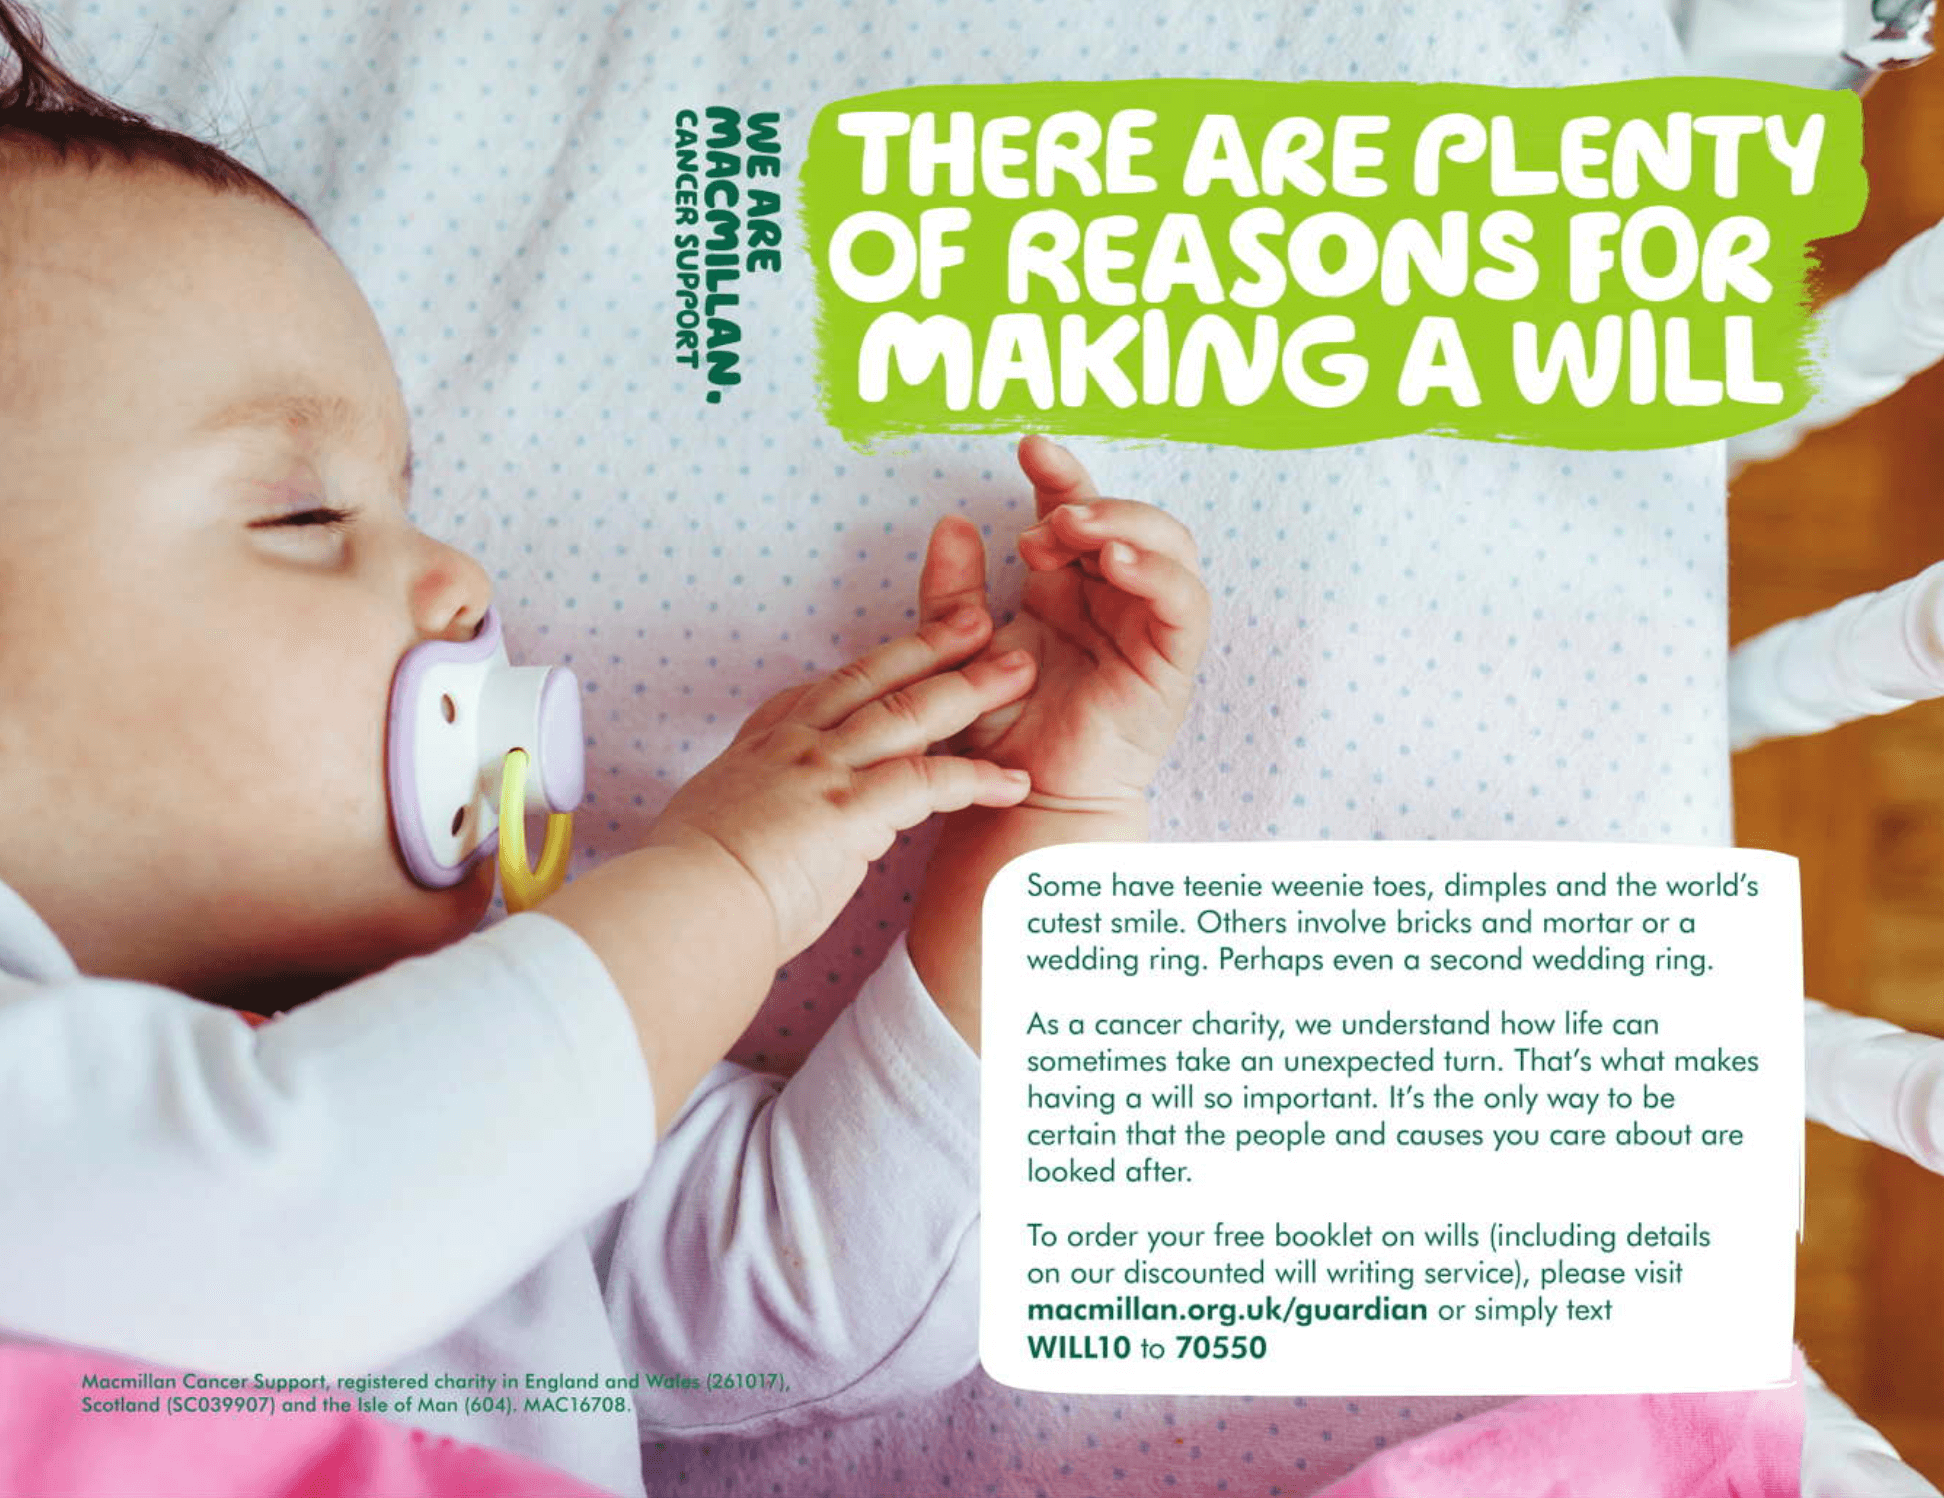 WE ARE
MACMILLAN.
CANCER SUPPORT
THERE ARE PLENTY
OF REASONS FOR
MAKING A WILL
Some have teenie weenie toes, dimples and the world's
cutest smile. Others involve bricks and mortar or a
wedding ring. Perhaps even a second wedding ring.
As a cancer charity, we understand how life can
sometimes take an unexpected turn. That's what makes
having a will so important. It's the only way to be
certain that the people and causes you care about are
looked after.
To order your free booklet on wills (including details
on our discounted will writing service), please visit
macmillan.org.uk/guardian or simply text
WILL10 to 70550
Macmillan Cancer Support, registered charity in England and Wales (261017),
Scotland (SC039907) and the Isle of Man (604). MAC16708.